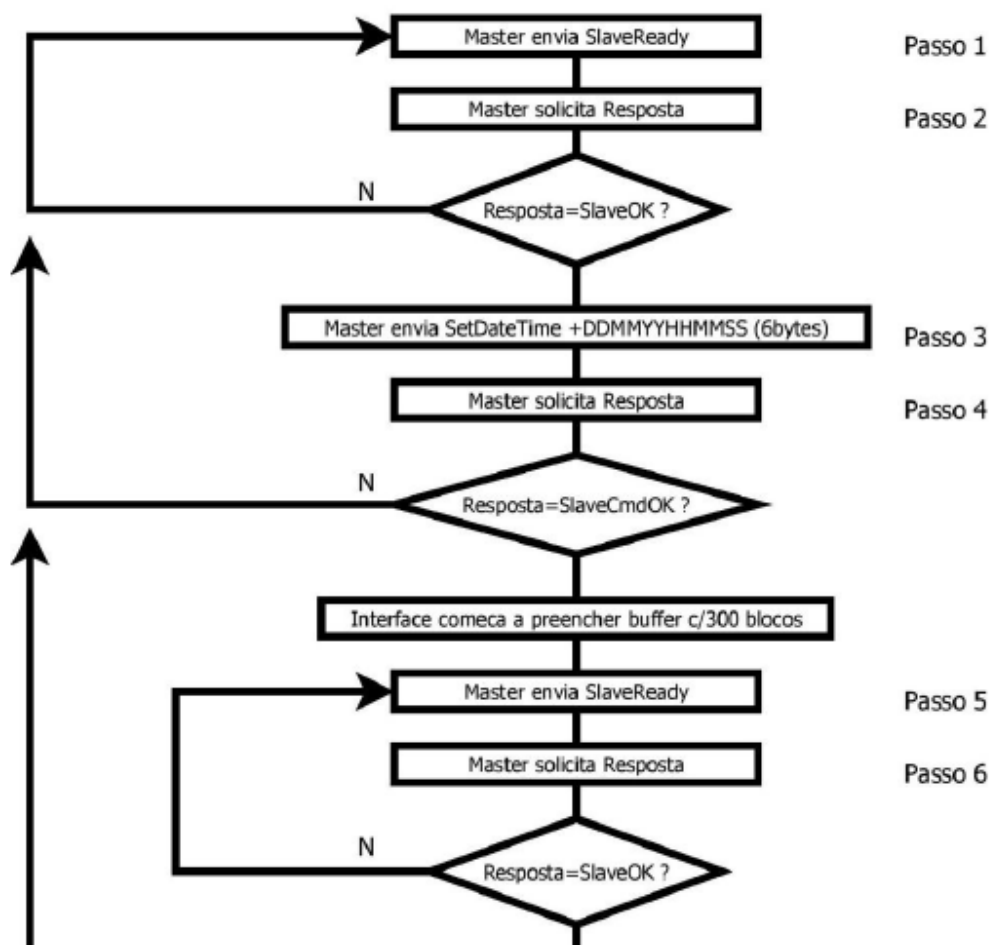 Master envia SlaveReady
Passo 1
Master solicita Resposta
Passo 2
N
Resposta=SlaveOK ?
Master envia SetDateTime +DDMMYYHHMMSS (6bytes)
Passo 3
Master solicita Resposta
Passo 4
N
Resposta=SlaveCmdOK ?
Interface comeca a preencher buffer c/300 blocos
Master envia SlaveReady
Passo 5
Master solicita Resposta
Passo 6
N
Resposta=SlaveOK ?